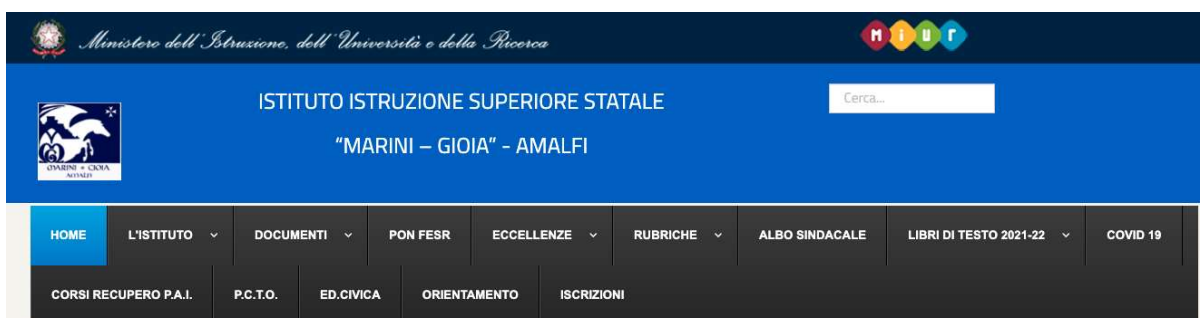 Ministero dell'Istruzione, dell'Università e della Ricerca
miur
ISTITUTO ISTRUZIONE SUPERIORE STATALE
Cerca...
"MARINI – GIOIA" - AMALFI
MARINI + GIOIA
AMALFI
HOME L'ISTITUTO DOCUMENTI PON FESR ECCELLENZE RUBRICHE ALBO SINDACALE LIBRI DI TESTO 2021-22 COVID 19
CORSI RECUPERO P.A.I. P.C.T.O. ED.CIVICA ORIENTAMENTO ISCRIZIONI